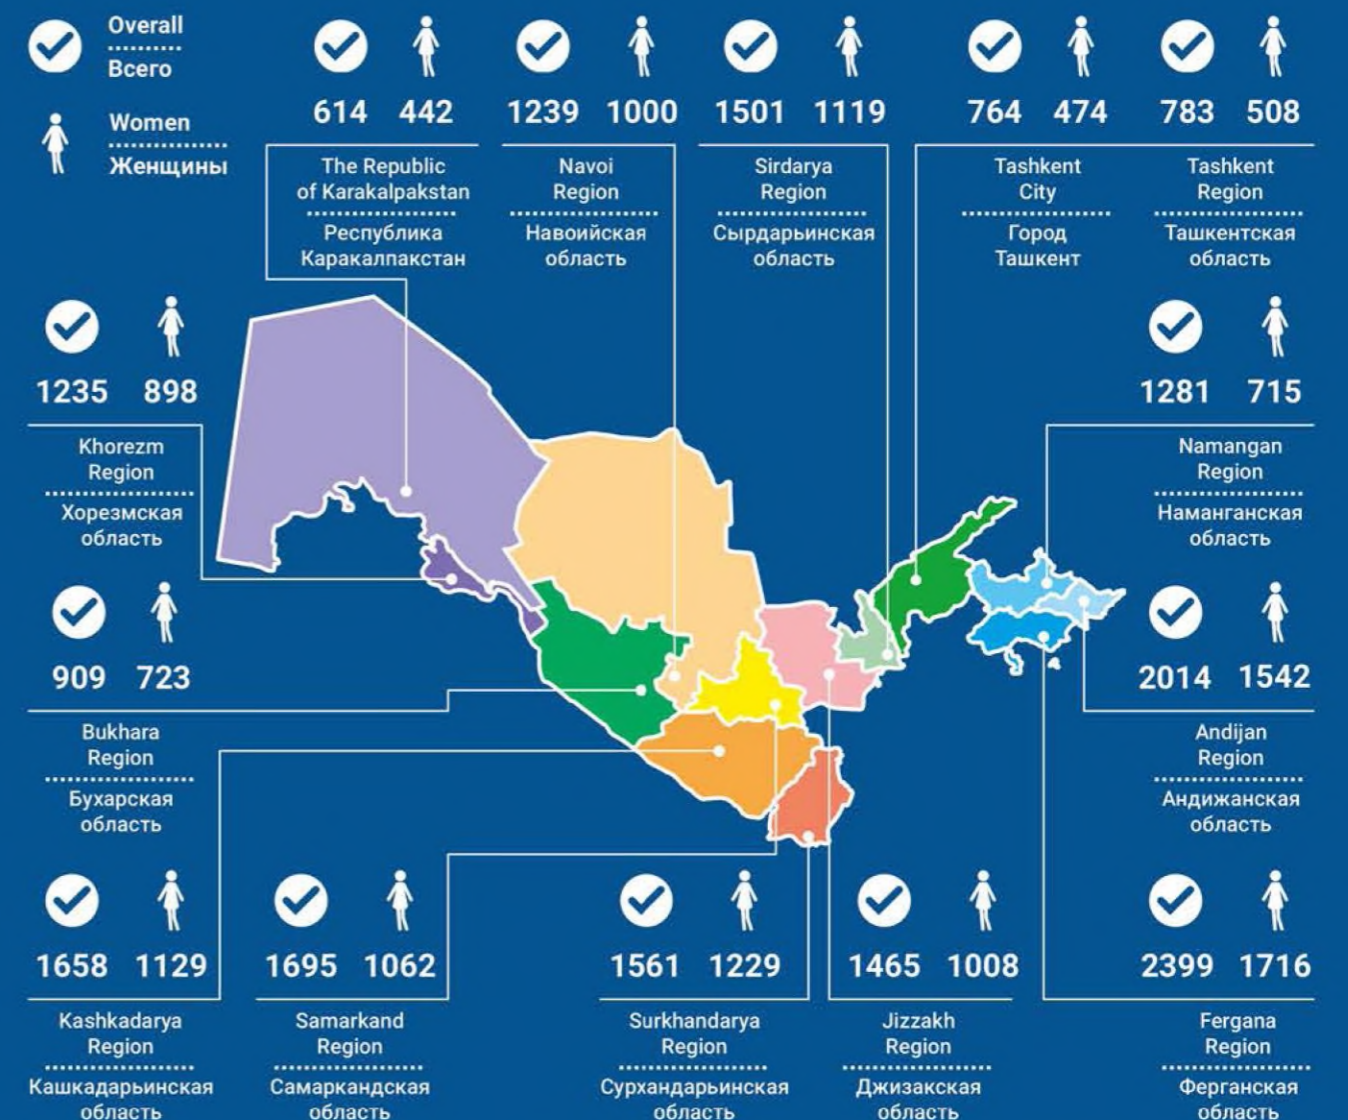 Overall
Всего
Women
Женщины
614 442
The Republic
of Karakalpakstan
Республика
Каракалпакстан
1239 1000
Navoi
Region
Навоийская
область
1501 1119
Sirdarya
Region
Сырдарьинская
область
764 474
Tashkent
City
Город
Ташкент
783 508
Tashkent
Region
Ташкентская
область
1235 898
Khorezm
Region
Хорезмская
область
1281 715
Namangan
Region
Наманганская
область
909 723
Bukhara
Region
Бухарская
область
2014 1542
Andijan
Region
Андижанская
область
1658 1129
Kashkadarya
Region
Кашкадарьинская
область
1695 1062
Samarkand
Region
Самаркандская
область
1561 1229
Surkhandarya
Region
Сурхандарьинская
область
1465 1008
Jizzakh
Region
Джизакская
область
2399 1716
Fergana
Region
Ферганская
область